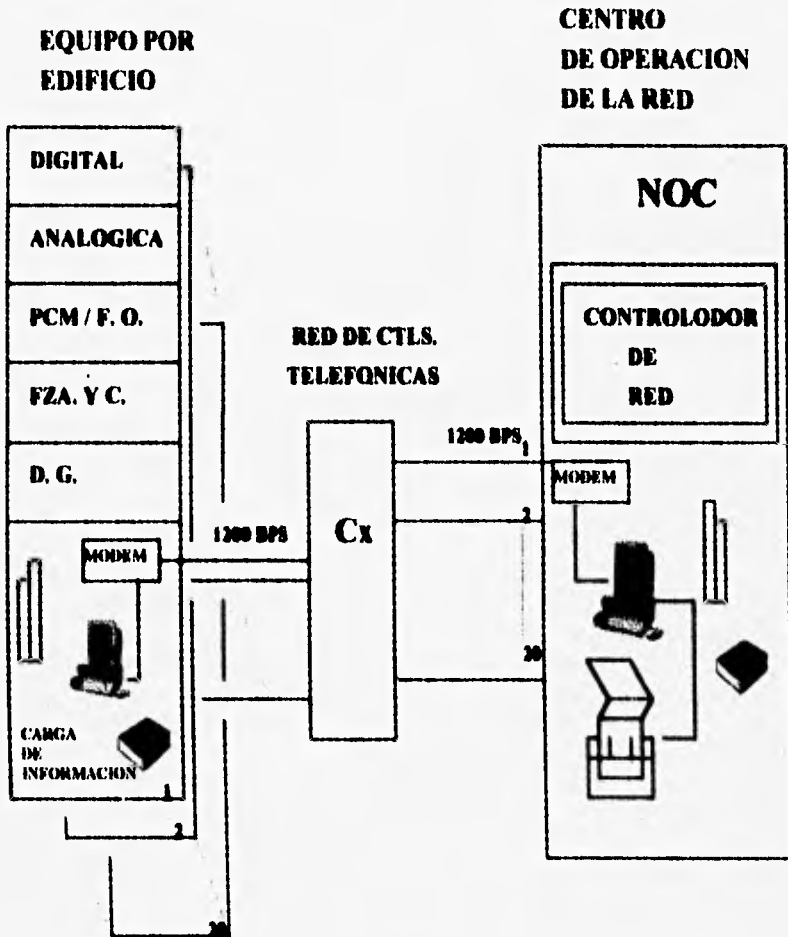 EQUIPO POR
EDIFICIO
DIGITAL
ANALOGICA
PCM / F. O.
FZA. Y C.
D. G.
MODEM
CARGA
DE
INFORMACION
1
2
20
1200 BPS
RED DE CTLS.
TELEFONICAS
Cx
1200 BPS
1
2
20
CENTRO
DE OPERACION
DE LA RED
NOC
CONTROLODOR
DE
RED
MODEM